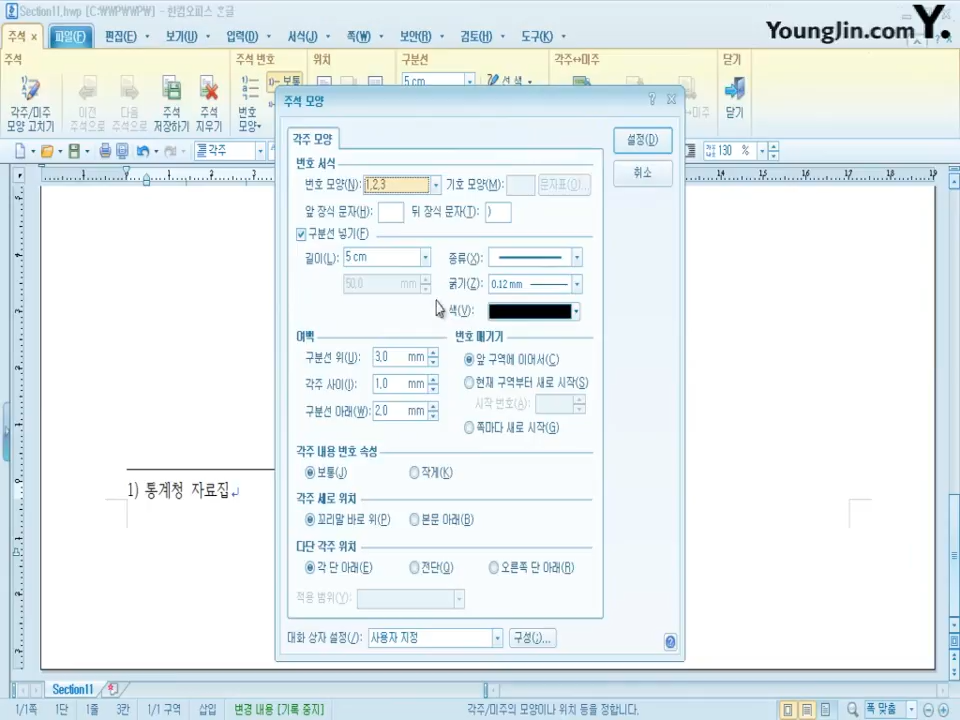 Section11.hwp [C:\WWPWWPW] - 한컴오피스 한글
YoungJin.com Y.
주석 × 파일(F) 편집(E) 보기(U) 입력(D) 서식(J) 쪽(W) 보안(B) 검토(H) 도구(K)
주석 주석 번호 위치 구분선 각주↔미주 닫기
각주/미주 모양 고치기 이전 주석으로 다음 주석으로 주석 저장하기 주석 지우기 번호 모양 보통 5 cm 선 색 닫기
각주 130 %
주석 모양
각주 모양
설정(D)
취소
번호 서식
번호 모양(N): 1,2,3 기호 모양(M): 문자표(O)...
앞 장식 문자(H): 뒤 장식 문자(T): )
구분선 넣기(F)
길이(L): 5 cm 종류(X):
50.0 mm 굵기(Z): 0.12 mm
색(V):
여백 번호 매기기
구분선 위(U): 3.0 mm 앞 구역에 이어서(C)
각주 사이(I): 1.0 mm 현재 구역부터 새로 시작(S)
시작 번호(A):
구분선 아래(W): 2.0 mm 쪽마다 새로 시작(G)
각주 내용 번호 속성
보통(J) 작게(K)
각주 세로 위치
꼬리말 바로 위(P) 본문 아래(B)
다단 각주 위치
각 단 아래(E) 전단(Q) 오른쪽 단 아래(R)
적용 범위(Y):
대화 상자 설정(/): 사용자 지정 구성(;)...
1) 통계청 자료집
Section11
1/1쪽 1단 1줄 3칸 1/1 구역 삽입 변경 내용 [기록 중지] 각주/미주의 모양이나 위치 등을 정합니다. 폭 맞춤